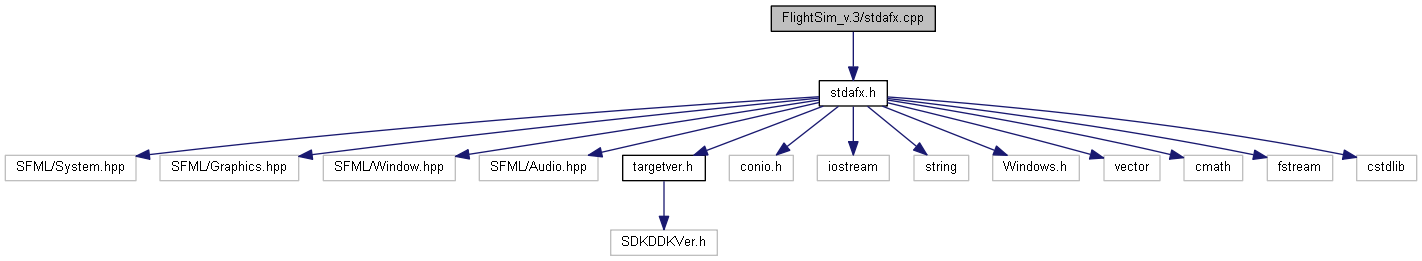 FlightSim_v.3/stdafx.cpp
stdafx.h
SFML/System.hpp
SFML/Graphics.hpp
SFML/Window.hpp
SFML/Audio.hpp
targetver.h
conio.h
iostream
string
Windows.h
vector
cmath
fstream
cstdlib
SDKDDKVer.h